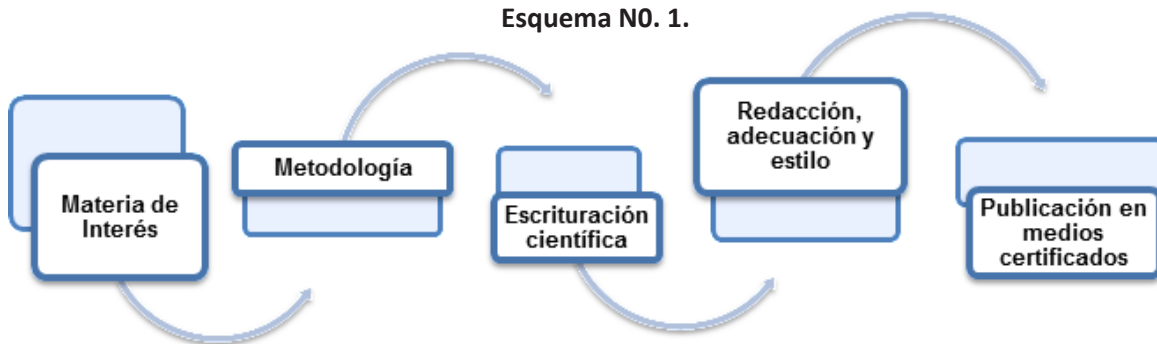 Esquema N0. 1.
Materia de
Interés
Metodología
Escrituración
científica
Redacción,
adecuación y
estilo
Publicación en
medios
certificados